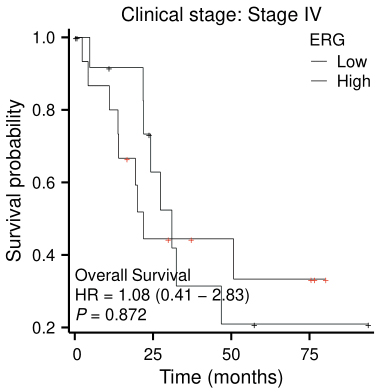 Clinical stage: Stage IV
ERG
Low
High
Survival probability
1.0
0.8
0.6
0.4
0.2
Overall Survival
HR = 1.08 (0.41 − 2.83)
P = 0.872
0 25 50 75
Time (months)